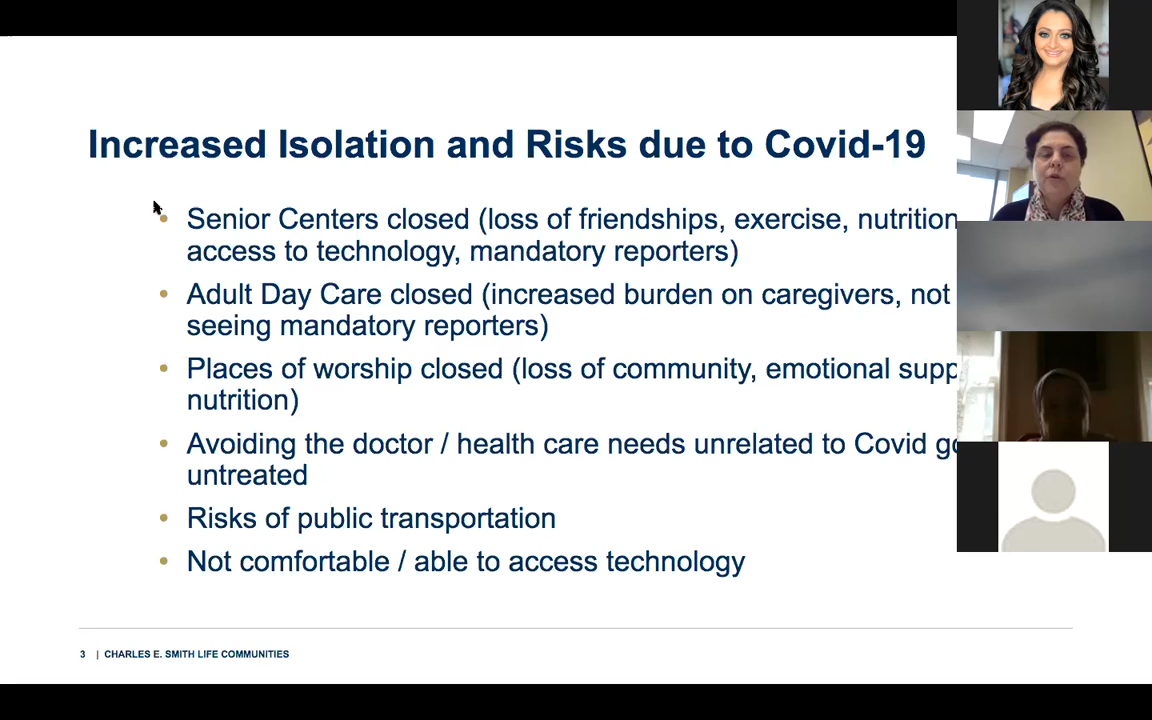 Increased Isolation and Risks due to Covid-19
• Senior Centers closed (loss of friendships, exercise, nutrition
access to technology, mandatory reporters)
• Adult Day Care closed (increased burden on caregivers, not
seeing mandatory reporters)
• Places of worship closed (loss of community, emotional
nutrition)
• Avoiding the doctor / health care needs unrelated to Covid
untreated
• Risks of public transportation
• Not comfortable / able to access technology
3 | CHARLES E. SMITH LIFE COMMUNITIES